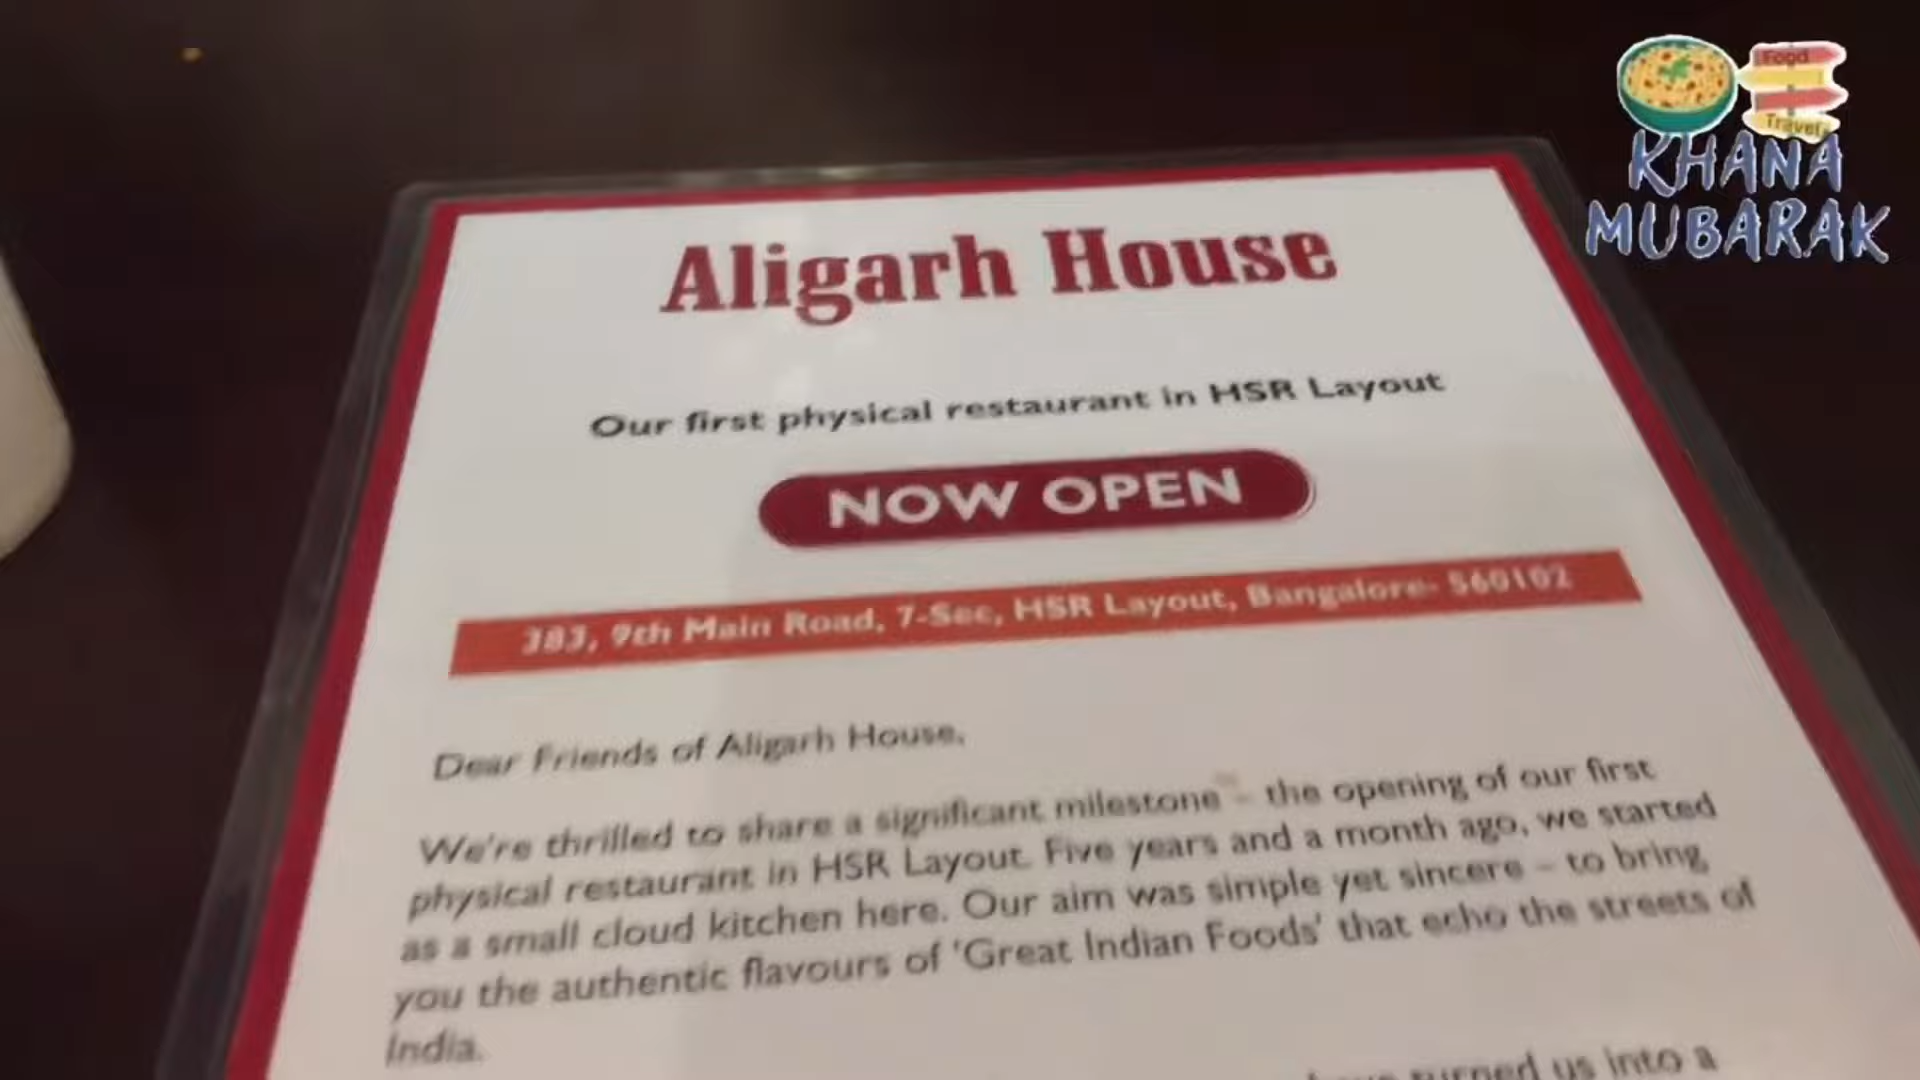 Food
Travel
KHANA
MUBARAK
Aligarh House
Our first physical restaurant in HSR Layout
NOW OPEN
383, 9th Main Road, 7-Sec, HSR Layout, Bangalore- 560102
Dear Friends of Aligarh House,
We're thrilled to share a significant milestone – the opening of our first
physical restaurant in HSR Layout. Five years and a month ago, we started
as a small cloud kitchen here. Our aim was simple yet sincere – to bring
you the authentic flavours of 'Great Indian Foods' that echo the streets of
India.
turned us into a